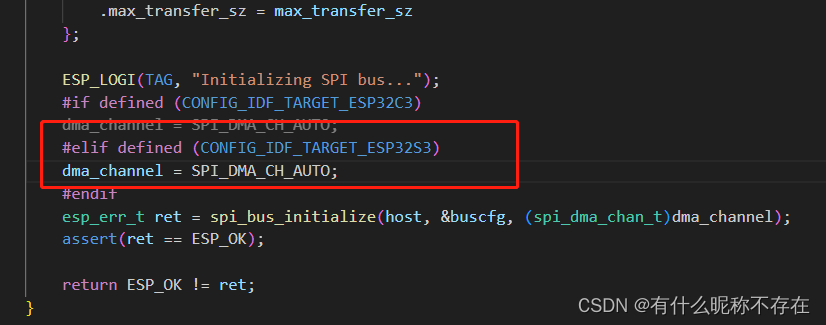 .max_transfer_sz = max_transfer_sz
};
ESP_LOGI(TAG, "Initializing SPI bus...");
#if defined (CONFIG_IDF_TARGET_ESP32C3)
dma_channel = SPI_DMA_CH_AUTO;
#elif defined (CONFIG_IDF_TARGET_ESP32S3)
dma_channel = SPI_DMA_CH_AUTO;
#endif
esp_err_t ret = spi_bus_initialize(host, &buscfg, (spi_dma_chan_t)dma_channel);
assert(ret == ESP_OK);
return ESP_OK != ret;
}
CSDN @有什么昵称不存在